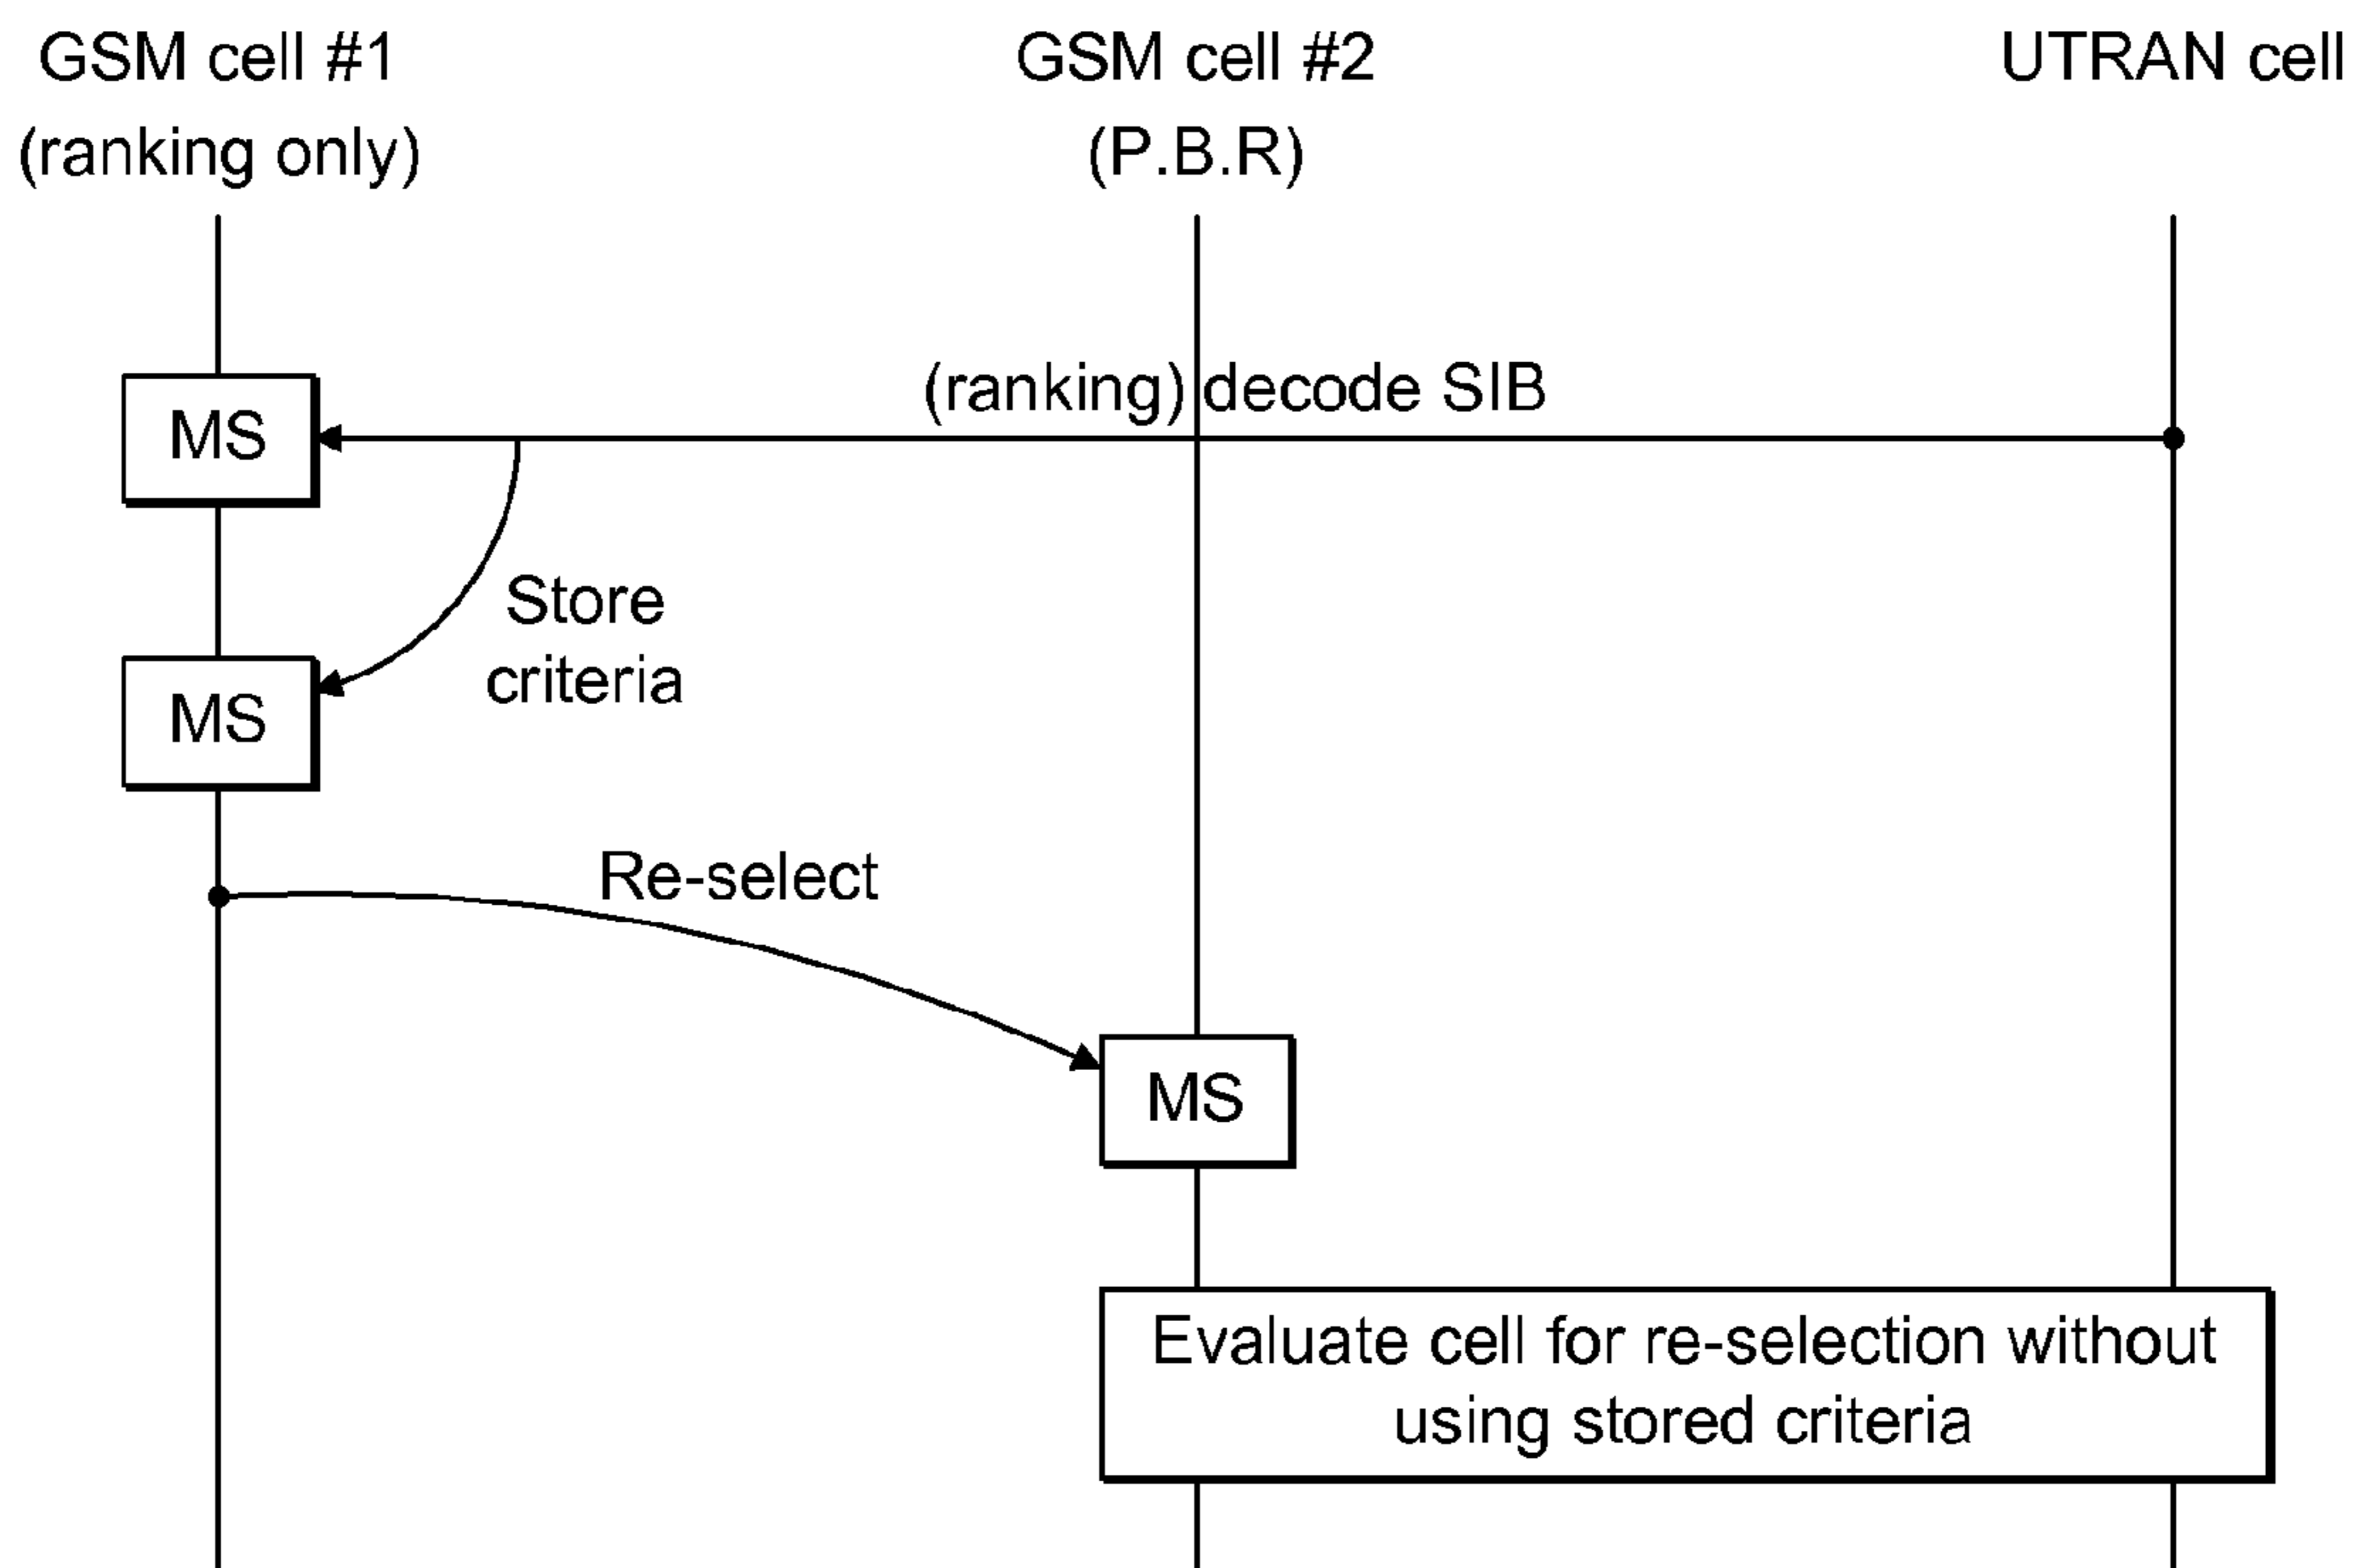 GSM cell #1
(ranking only)
GSM cell #2
(P.B.R)
UTRAN cell
(ranking) decode SIB
MS
Store
criteria
MS
Re-select
MS
Evaluate cell for re-selection without
using stored criteria